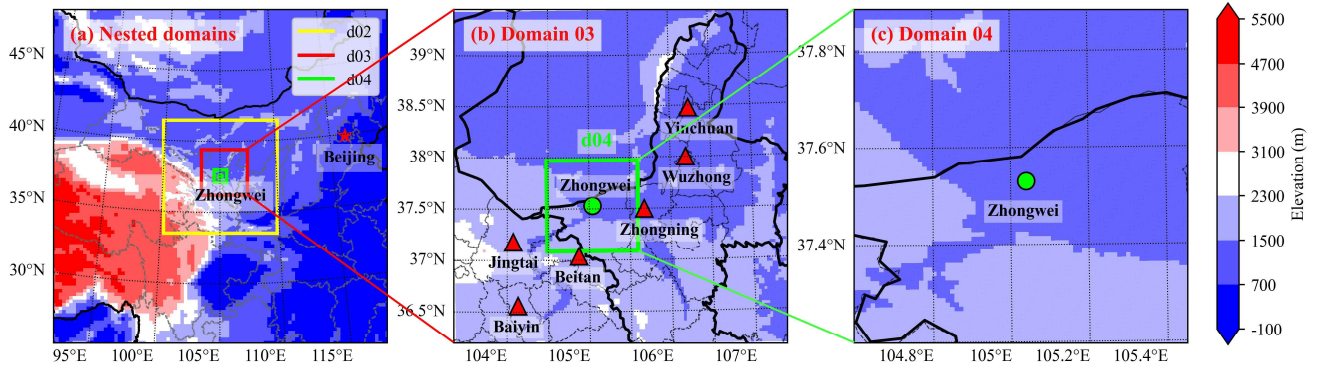 (a) Nested domains
d02
d03
d04
Beijing
Zhongwei
45°N
40°N
35°N
30°N
95°E
100°E
105°E
110°E
115°E
(b) Domain 03
d04
Yinchuan
Wuzhong
Zhongwei
Zhongning
Jingtai
Beitan
Baiyin
39°N
38.5°N
38°N
37.5°N
37°N
36.5°N
104°E
105°E
106°E
107°E
(c) Domain 04
Zhongwei
37.8°N
37.6°N
37.4°N
104.8°E
105°E
105.2°E
105.4°E
5500
4700
3900
3100
2300
1500
700
-100
Elevation (m)